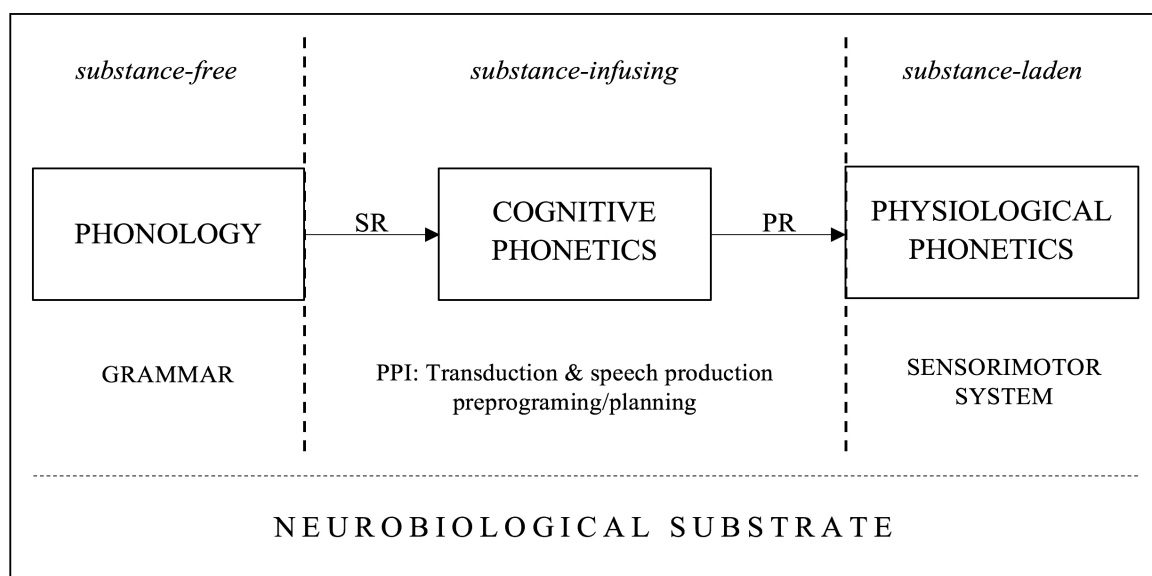 substance-free
substance-infusing
substance-laden
PHONOLOGY
SR
COGNITIVE
PHONETICS
PR
PHYSIOLOGICAL
PHONETICS
GRAMMAR
PPI: Transduction & speech production
preprograming/planning
SENSORIMOTOR
SYSTEM
NEUROBIOLOGICAL SUBSTRATE